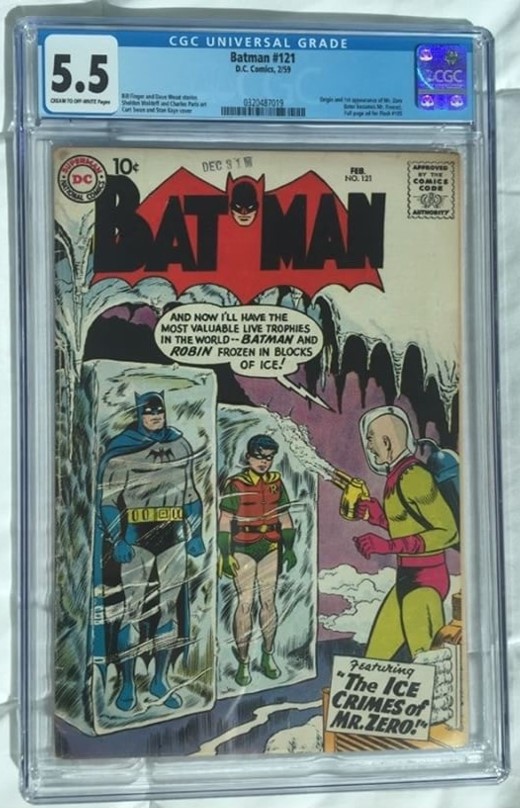 CGC UNIVERSAL GRADE
5.5
CREAM TO OFF-WHITE Pages
Batman #121
D.C. Comics, 2/59
Bill Finger and Dave Wood stories
Sheldon Moldoff and Charles Paris art
Curt Swan and Stan Kaye cover
0320487019
Origin and 1st appearance of Mr. Zero
(later becomes Mr. Freeze).
Full page ad for Flash #105
CGC
SUPERMAN
DC
NATIONAL COMICS
10¢
DEC 31
FEB.
NO. 121
APPROVED
BY THE
COMICS
CODE
AUTHORITY
BATMAN
AND NOW I'LL HAVE THE
MOST VALUABLE LIVE TROPHIES
IN THE WORLD--BATMAN AND
ROBIN FROZEN IN BLOCKS
OF ICE!
R
Featuring
"The ICE
CRIMES of
MR. ZERO!"